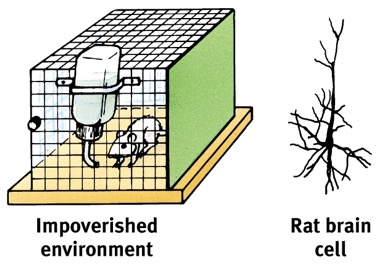 Impoverished
environment
Rat brain
cell